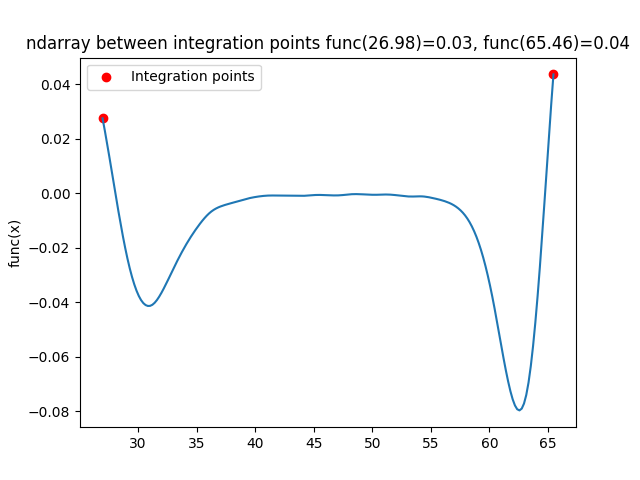 ndarray between integration points func(26.98)=0.03, func(65.46)=0.04
Integration points
func(x)
0.04
0.02
0.00
−0.02
−0.04
−0.06
−0.08
30 35 40 45 50 55 60 65